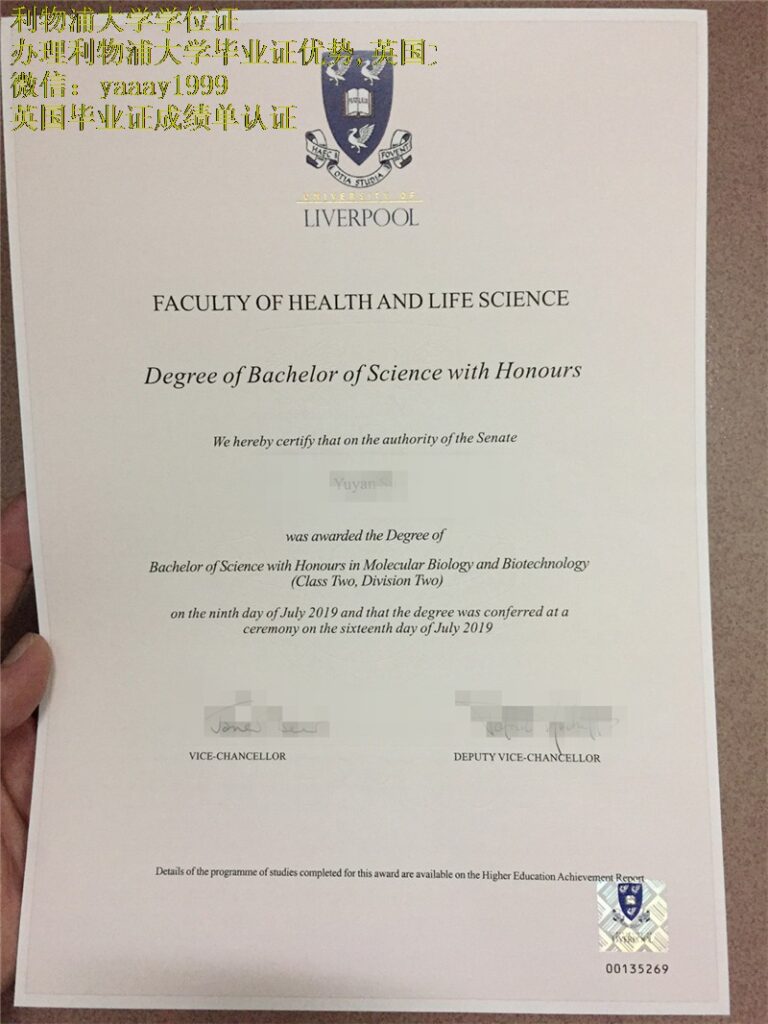 利物浦大学学位证
办理利物浦大学毕业证优势,英国
微信：yaaay1999
英国毕业证成绩单认证
HAEC OTIA STUDIA FOVENT
UNIVERSITY OF
LIVERPOOL
FACULTY OF HEALTH AND LIFE SCIENCE
Degree of Bachelor of Science with Honours
We hereby certify that on the authority of the Senate
Yuyan
was awarded the Degree of
Bachelor of Science with Honours in Molecular Biology and Biotechnology
(Class Two, Division Two)
on the ninth day of July 2019 and that the degree was conferred at a
ceremony on the sixteenth day of July 2019
VICE-CHANCELLOR
DEPUTY VICE-CHANCELLOR
Details of the programme of studies completed for this award are available on the Higher Education Achievement Report
LIVERPOOL
00135269